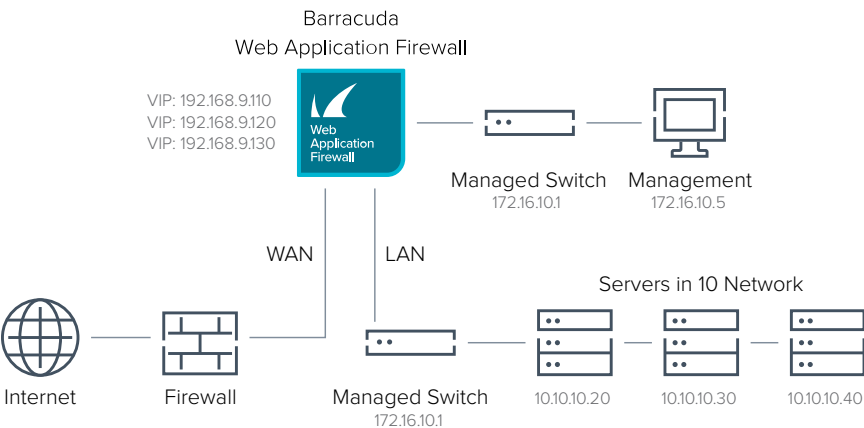 Barracuda
Web Application Firewall
VIP: 192.168.9.110
VIP: 192.168.9.120
VIP: 192.168.9.130
Web
Application
Firewall
Managed Switch
172.16.10.1
Management
172.16.10.5
WAN
LAN
Servers in 10 Network
Internet
Firewall
Managed Switch
172.16.10.1
10.10.10.20
10.10.10.30
10.10.10.40